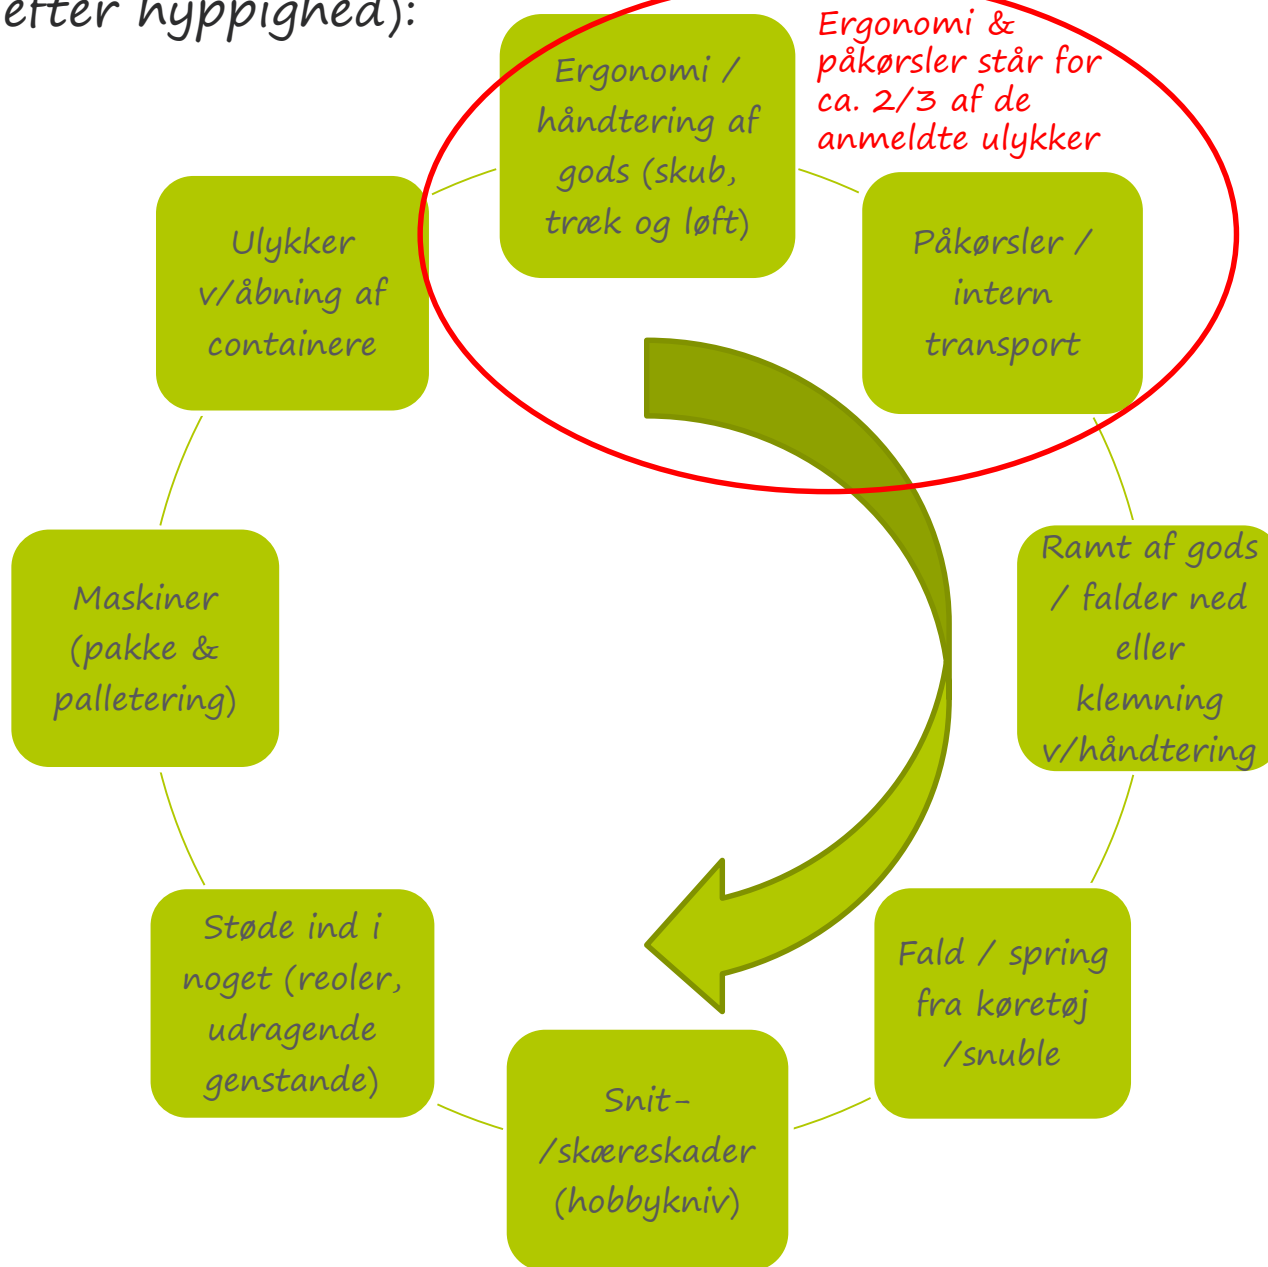 efter hyppighed):
Ergonomi /
håndtering af
gods (skub,
træk og løft)
Ergonomi &
påkørsler står for
ca. 2/3 af de
anmeldte ulykker
Påkørsler /
intern
transport
Ramt af gods
/ falder ned
eller
klemning
v/håndtering
Fald / spring
fra køretøj
/snuble
Snit-
/skæreskader
(hobbykniv)
Støde ind i
noget (reoler,
udragende
genstande)
Maskiner
(pakke &
palletering)
Ulykker
v/åbning af
containere